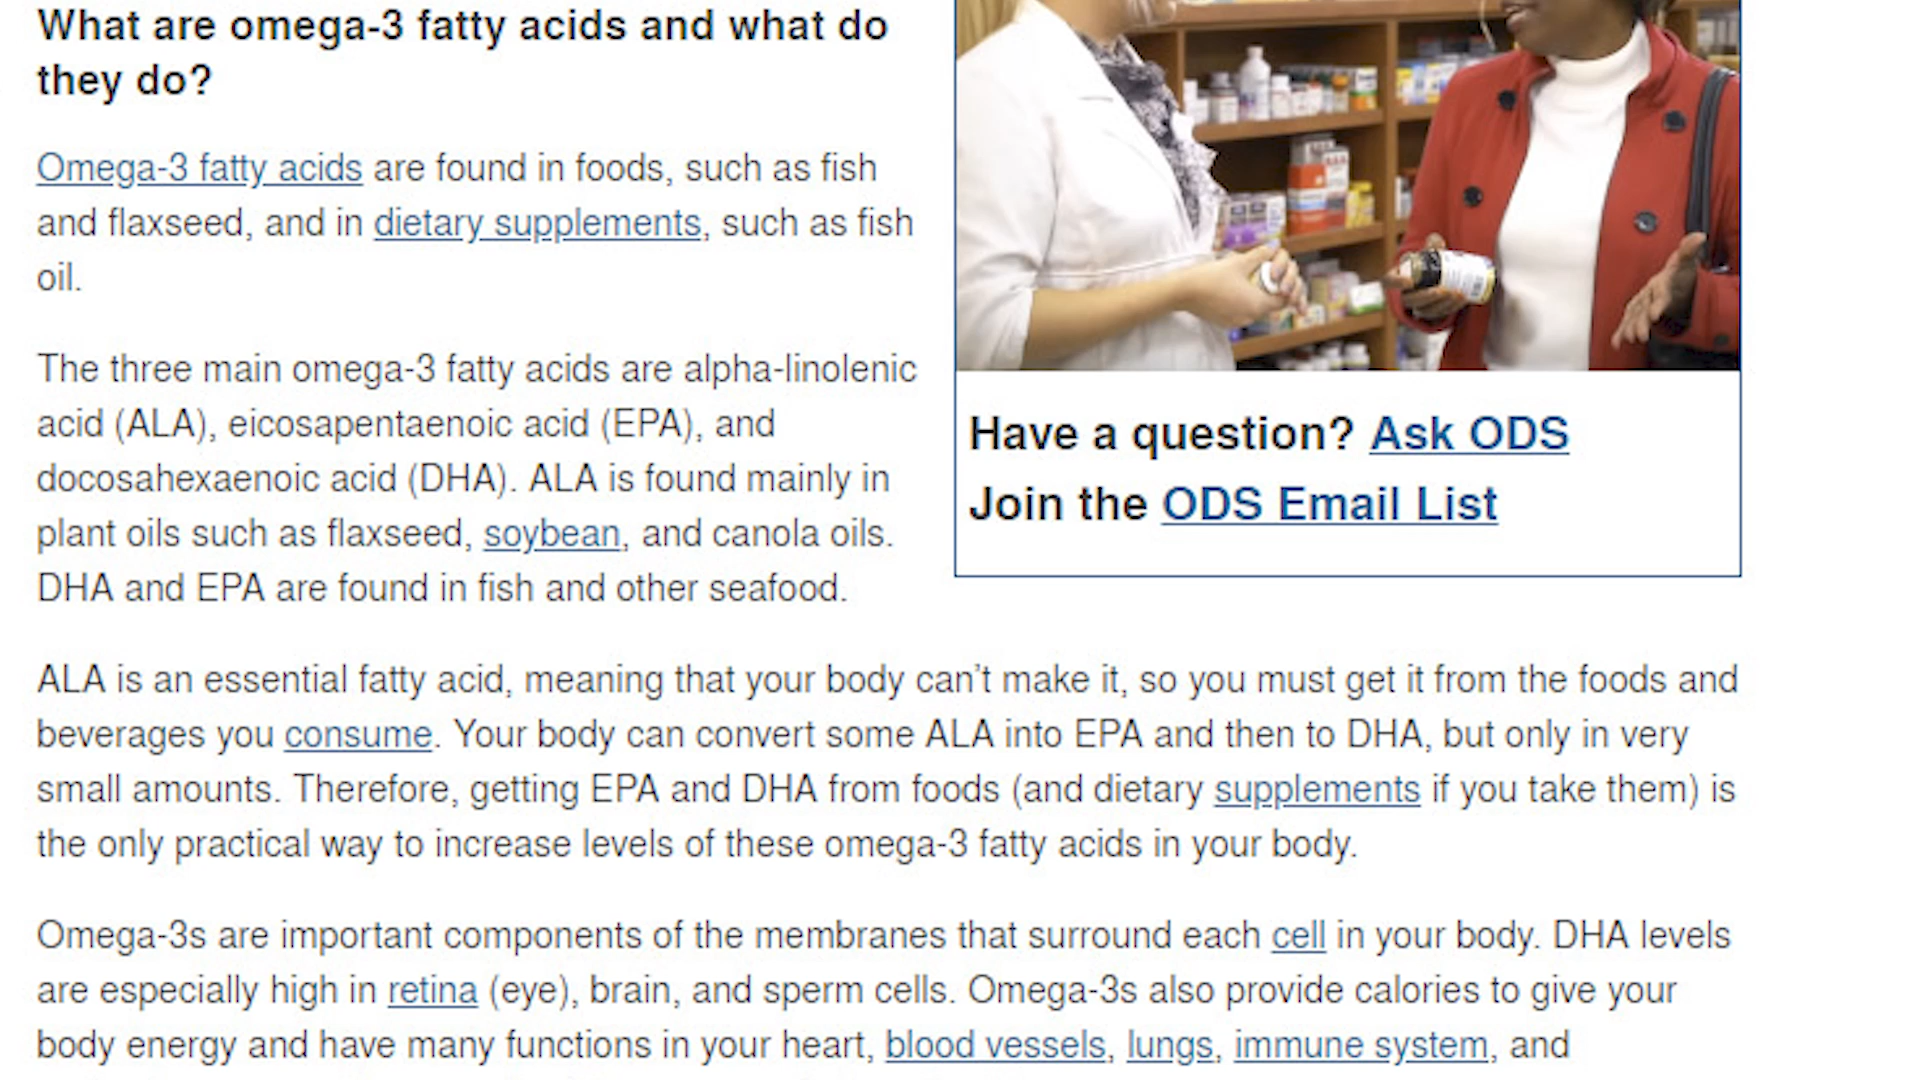 What are omega-3 fatty acids and what do
they do?
Omega-3 fatty acids are found in foods, such as fish
and flaxseed, and in dietary supplements, such as fish
oil.
The three main omega-3 fatty acids are alpha-linolenic
acid (ALA), eicosapentaenoic acid (EPA), and
docosahexaenoic acid (DHA). ALA is found mainly in
plant oils such as flaxseed, soybean, and canola oils.
DHA and EPA are found in fish and other seafood.
Have a question? Ask ODS
Join the ODS Email List
ALA is an essential fatty acid, meaning that your body can’t make it, so you must get it from the foods and
beverages you consume. Your body can convert some ALA into EPA and then to DHA, but only in very
small amounts. Therefore, getting EPA and DHA from foods (and dietary supplements if you take them) is
the only practical way to increase levels of these omega-3 fatty acids in your body.
Omega-3s are important components of the membranes that surround each cell in your body. DHA levels
are especially high in retina (eye), brain, and sperm cells. Omega-3s also provide calories to give your
body energy and have many functions in your heart, blood vessels, lungs, immune system, and